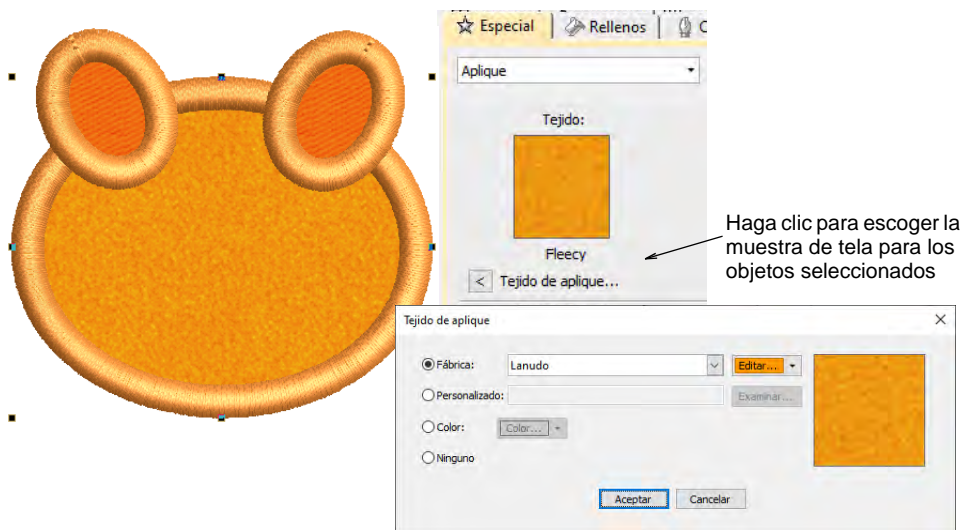 Especial
Rellenos
Aplique
Tejido:
Fleecy
< Tejido de aplique...
Haga clic para escoger la
muestra de tela para los
objetos seleccionados
Tejido de aplique
Fábrica: Lanudo Editar...
Personalizado: Examinar...
Color: Color...
Ninguno
Aceptar Cancelar